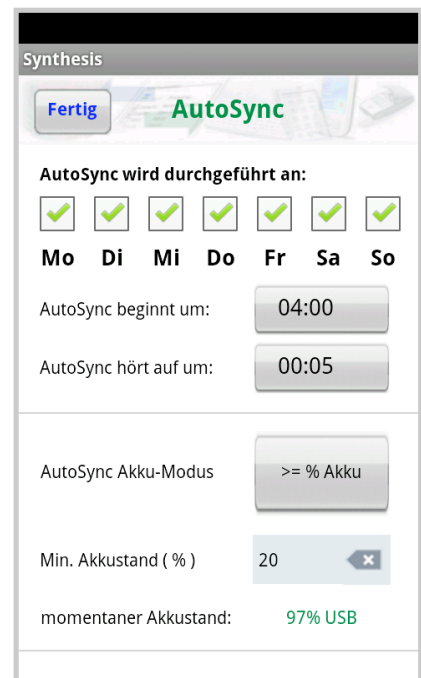 Synthesis
Fertig AutoSync
AutoSync wird durchgeführt an:
Mo Di Mi Do Fr Sa So
AutoSync beginnt um: 04:00
AutoSync hört auf um: 00:05
AutoSync Akku-Modus >= % Akku
Min. Akkustand ( % ) 20
momentaner Akkustand: 97% USB